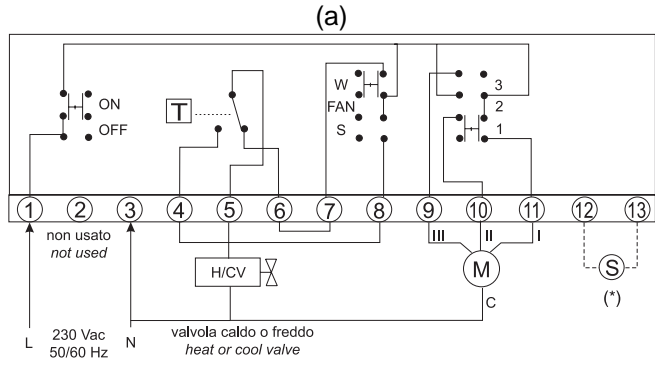 (a)
ON
OFF
T
W
FAN
S
3
2
1
1 2 3 4 5 6 7 8 9 10 11 12 13
non usato
not used
III II I
H/CV
M
S
(*)
C
L
230 Vac
50/60 Hz
N
valvola caldo o freddo
heat or cool valve